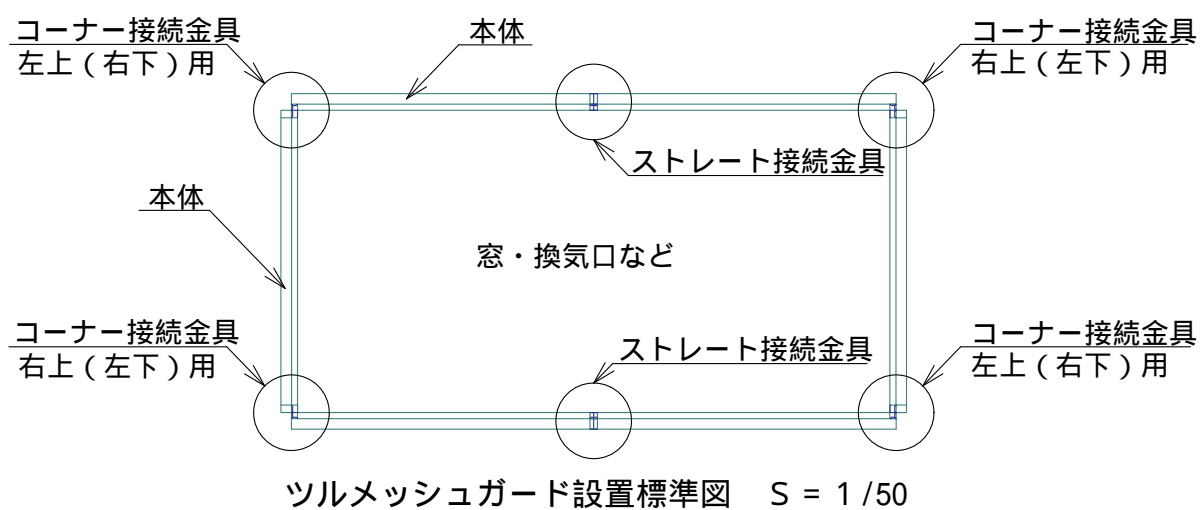 コーナー接続金具
左上（右下）用
本体
コーナー接続金具
右上（左下）用
ストレート接続金具
本体
窓・換気口など
コーナー接続金具
右上（左下）用
ストレート接続金具
コーナー接続金具
左上（右下）用
ツルメッシュガード設置標準図　S = 1 /50